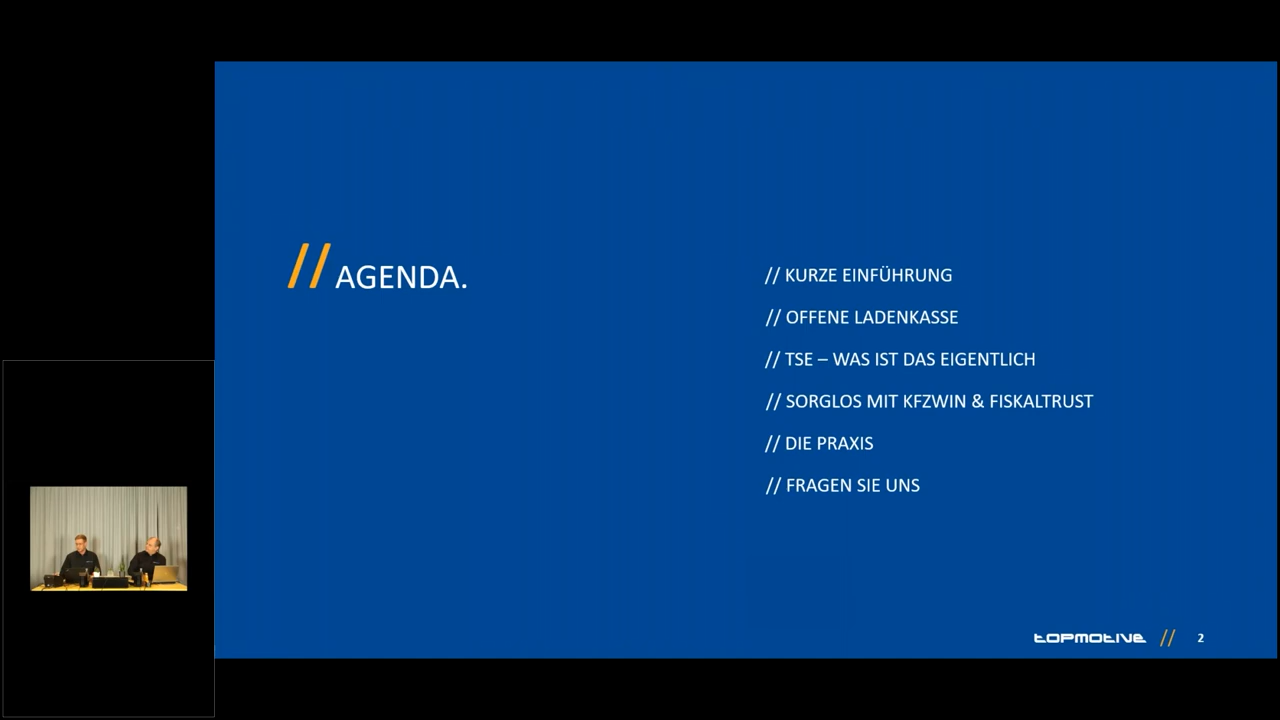 // AGENDA.
// KURZE EINFÜHRUNG
// OFFENE LADENKASSE
// TSE – WAS IST DAS EIGENTLICH
// SORGLOS MIT KFZWIN & FISKALTRUST
// DIE PRAXIS
// FRAGEN SIE UNS
TOPMOTIVE // 2